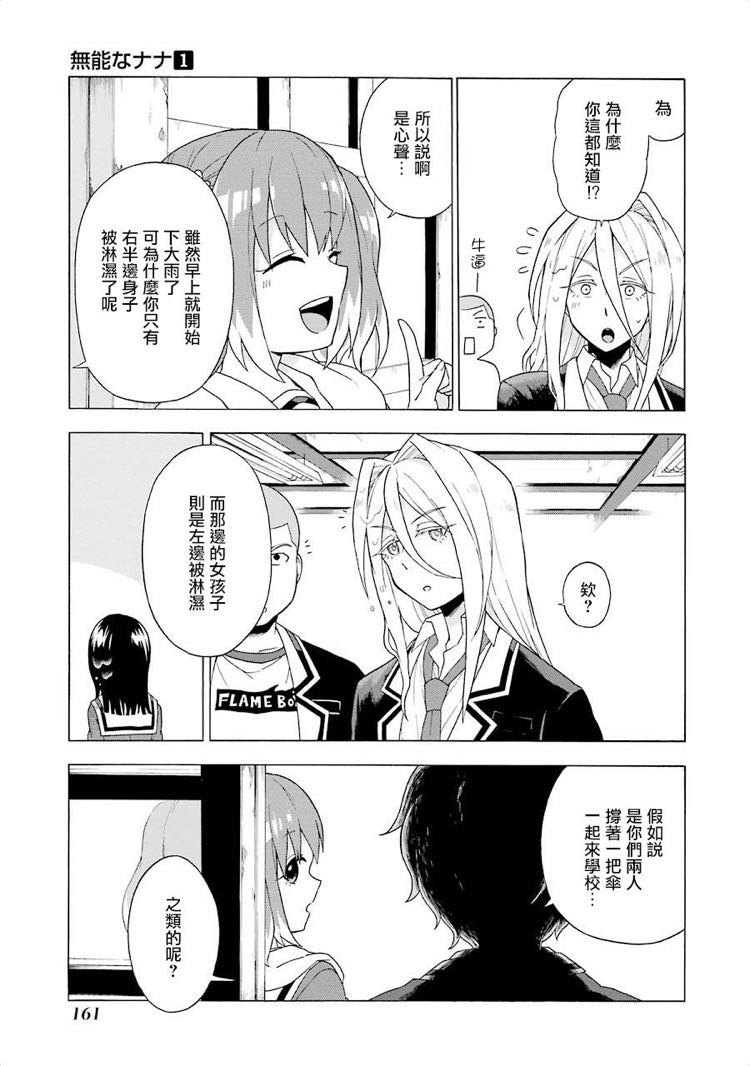 無能なナナ1
為
為什麼
你這都知道!?
牛逼一
所以説啊
是心聲…
雖然早上就開始
下大雨了
可為什麼你只有
右半邊身子
被淋濕了呢
欸?
而那邊的女孩子
則是左邊被淋濕
FLAME BO
假如説
是你們兩人
撐著一把傘
一起來學校…
之類的呢?
161